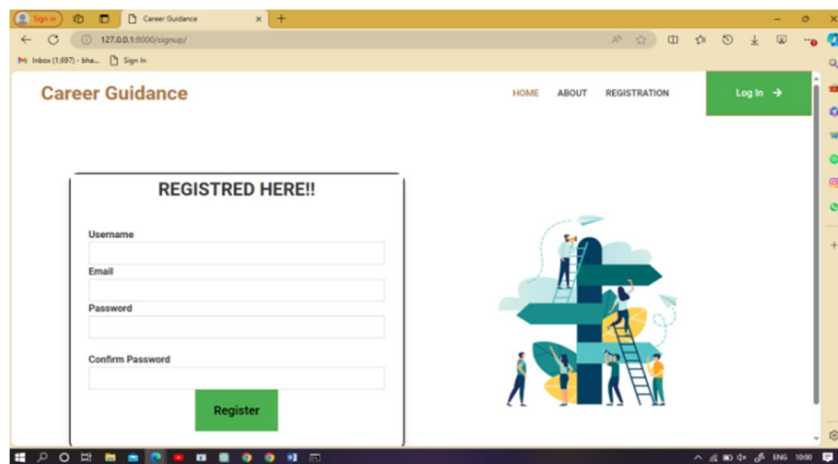 Sign in
Career Guidance
127.0.0.1:8000/signup/
Inbox (1,697) - bha...
Sign In
Career Guidance
HOME ABOUT REGISTRATION Log In
REGISTRED HERE!!
Username
Email
Password
Confirm Password
Register
ENG 10:00